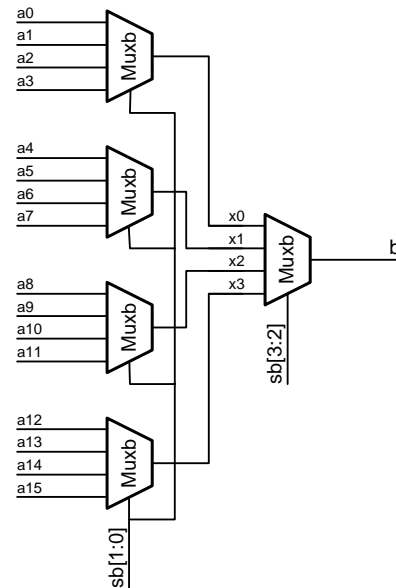 a0
a1
a2
a3
Muxb
a4
a5
a6
a7
Muxb
x0
x1
x2
x3
Muxb
b
sb[3:2]
a8
a9
a10
a11
Muxb
a12
a13
a14
a15
Muxb
sb[1:0]